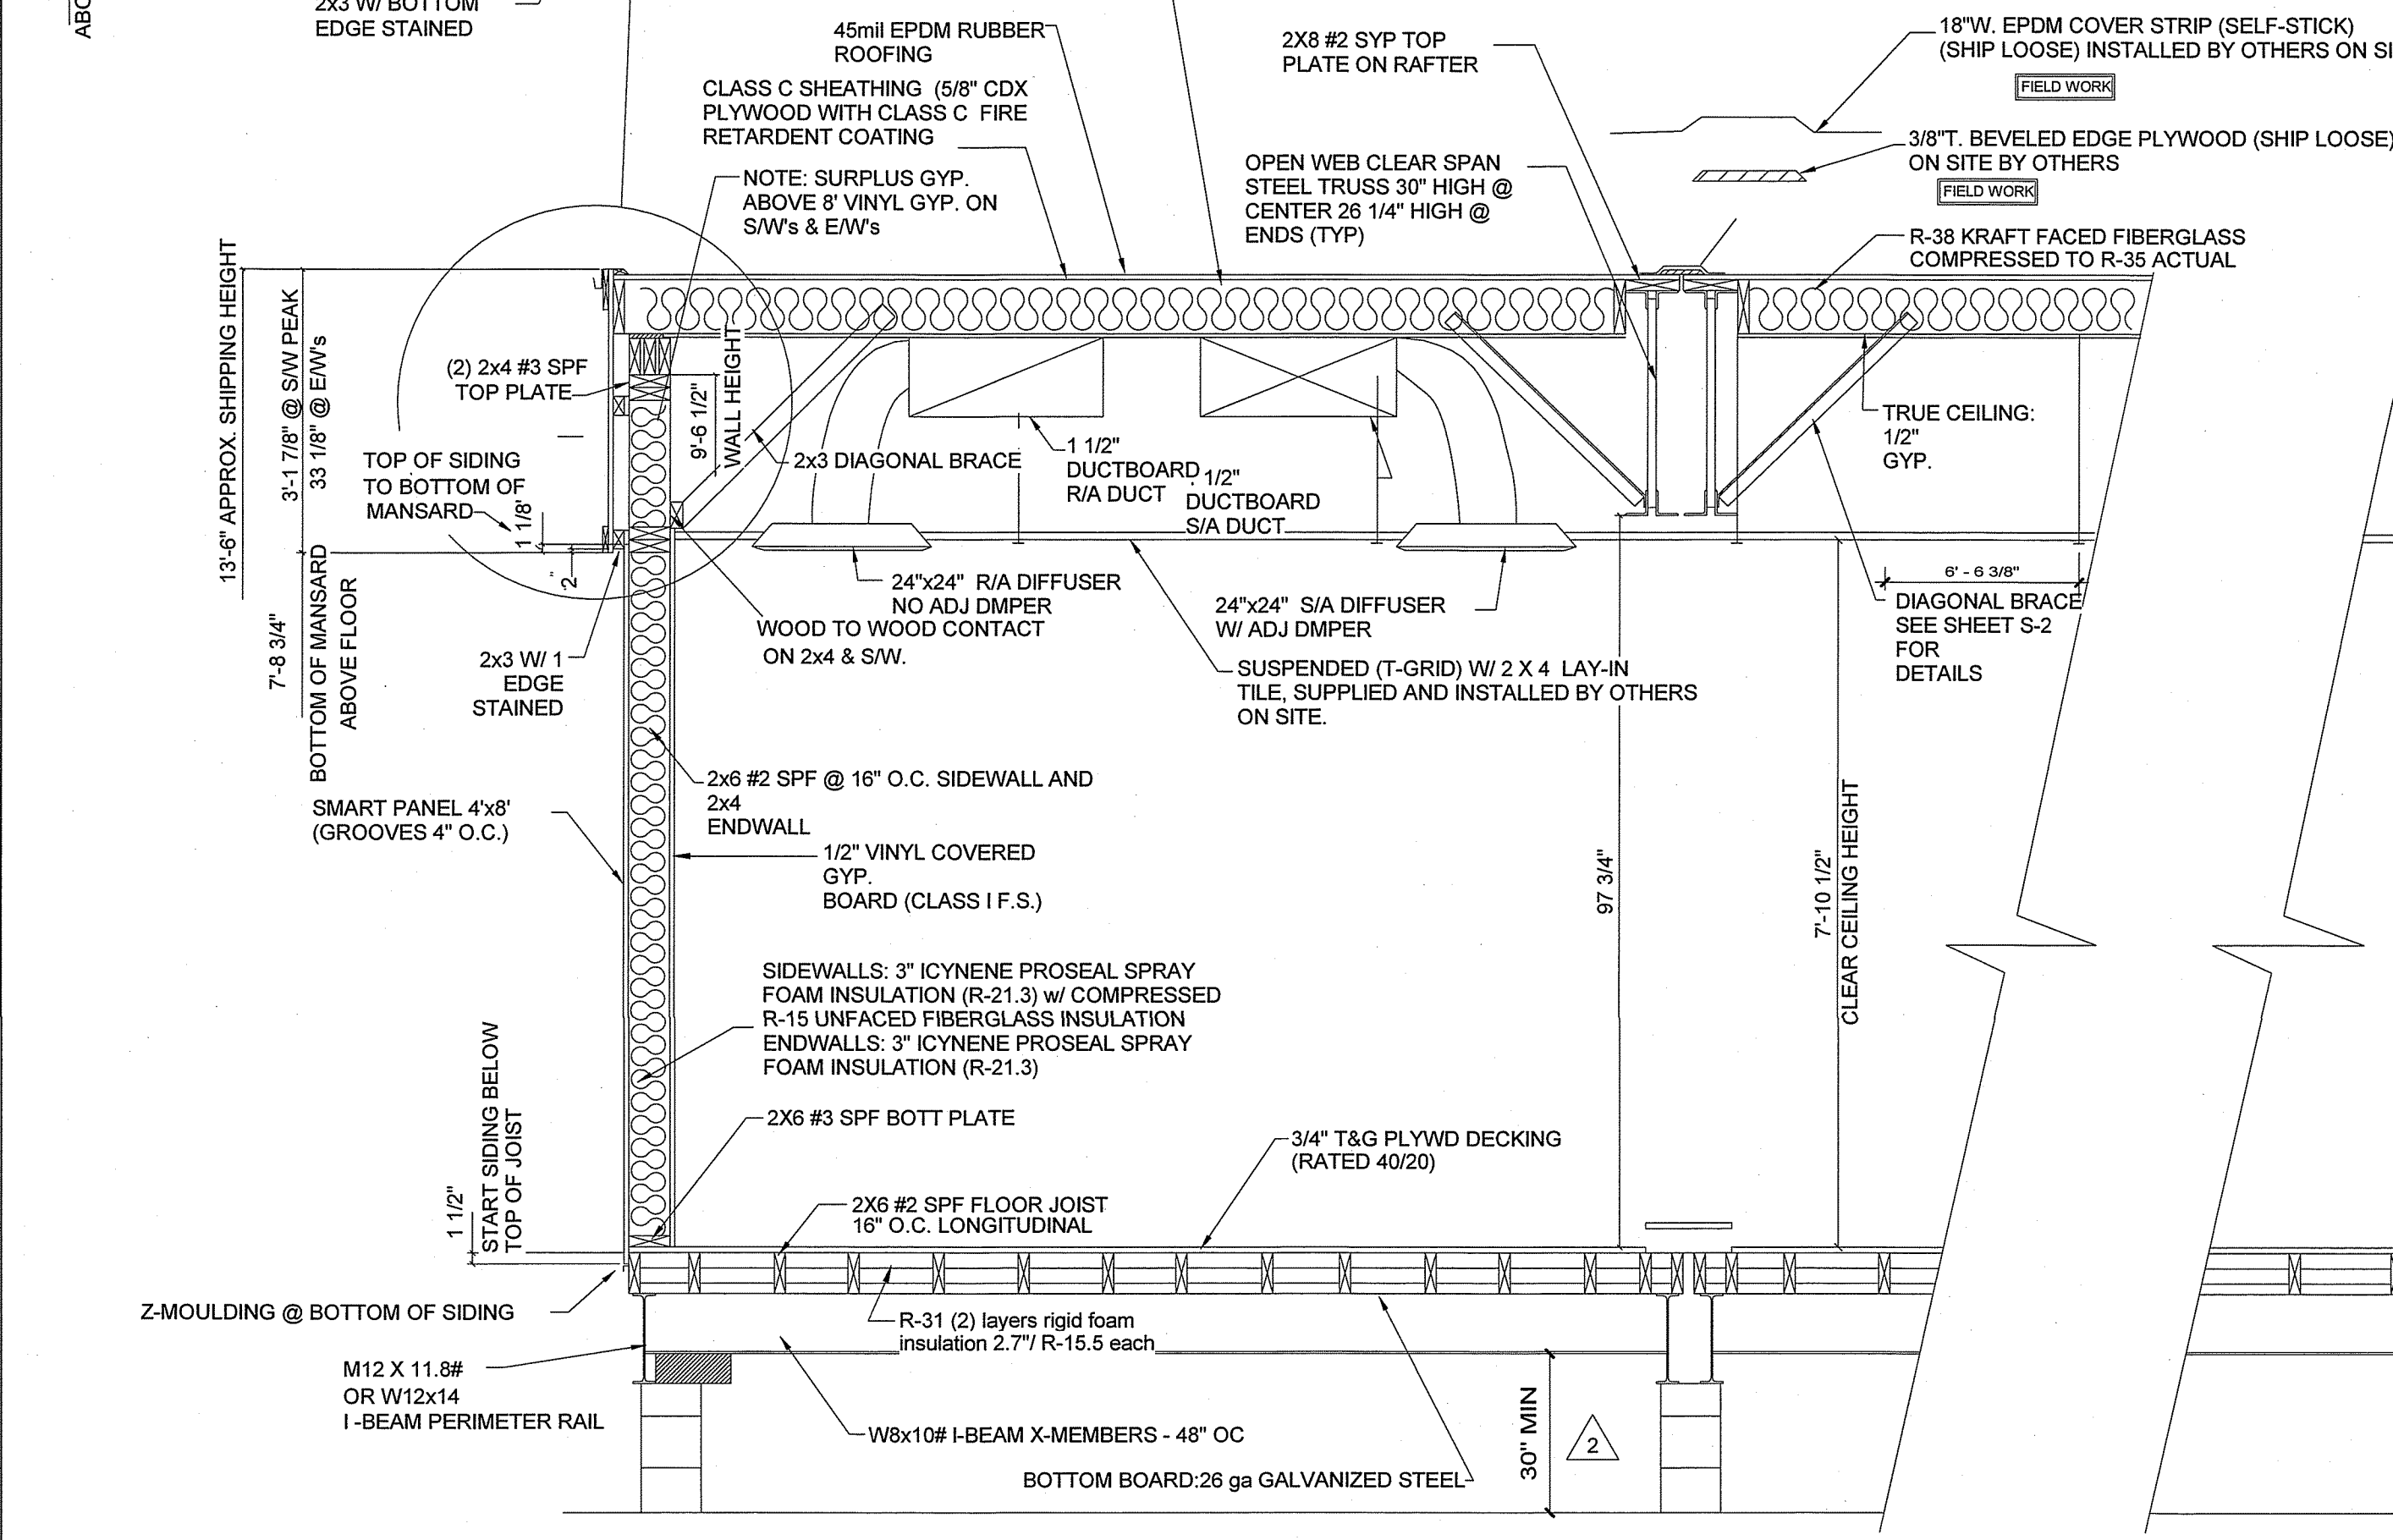 ABO
2x3 W/ BOTTOM
EDGE STAINED
45mil EPDM RUBBER
ROOFING
CLASS C SHEATHING (5/8" CDX
PLYWOOD WITH CLASS C FIRE
RETARDENT COATING
NOTE: SURPLUS GYP.
ABOVE 8' VINYL GYP. ON
S/W's & E/W's
2X8 #2 SYP TOP
PLATE ON RAFTER
OPEN WEB CLEAR SPAN
STEEL TRUSS 30" HIGH @
CENTER 26 1/4" HIGH @
ENDS (TYP)
18"W. EPDM COVER STRIP (SELF-STICK)
(SHIP LOOSE) INSTALLED BY OTHERS ON SI
FIELD WORK
3/8"T. BEVELED EDGE PLYWOOD (SHIP LOOSE)
ON SITE BY OTHERS
FIELD WORK
R-38 KRAFT FACED FIBERGLASS
COMPRESSED TO R-35 ACTUAL
13'-6" APPROX. SHIPPING HEIGHT
3'-1 7/8" @ S/W PEAK
33 1/8" @ E/W's
(2) 2x4 #3 SPF
TOP PLATE
9'-6 1/2"
WALL HEIGHT
TOP OF SIDING
TO BOTTOM OF
MANSARD
1 1/8"
2"
2x3 DIAGONAL BRACE
1 1/2"
DUCTBOARD
R/A DUCT
1/2"
DUCTBOARD
S/A DUCT
TRUE CEILING:
1/2"
GYP.
7'-8 3/4"
BOTTOM OF MANSARD
ABOVE FLOOR
24"x24" R/A DIFFUSER
NO ADJ DMPER
WOOD TO WOOD CONTACT
ON 2x4 & S/W.
24"x24" S/A DIFFUSER
W/ ADJ DMPER
6' - 6 3/8"
DIAGONAL BRACE
SEE SHEET S-2
FOR
DETAILS
2x3 W/ 1
EDGE
STAINED
SUSPENDED (T-GRID) W/ 2 X 4 LAY-IN
TILE, SUPPLIED AND INSTALLED BY OTHERS
ON SITE.
2x6 #2 SPF @ 16" O.C. SIDEWALL AND
2x4
ENDWALL
SMART PANEL 4'x8'
(GROOVES 4" O.C.)
1/2" VINYL COVERED
GYP.
BOARD (CLASS I F.S.)
97 3/4"
7'-10 1/2"
CLEAR CEILING HEIGHT
SIDEWALLS: 3" ICYNENE PROSEAL SPRAY
FOAM INSULATION (R-21.3) w/ COMPRESSED
R-15 UNFACED FIBERGLASS INSULATION
ENDWALLS: 3" ICYNENE PROSEAL SPRAY
FOAM INSULATION (R-21.3)
2X6 #3 SPF BOTT PLATE
1 1/2"
START SIDING BELOW
TOP OF JOIST
3/4" T&G PLYWD DECKING
(RATED 40/20)
2X6 #2 SPF FLOOR JOIST
16" O.C. LONGITUDINAL
Z-MOULDING @ BOTTOM OF SIDING
R-31 (2) layers rigid foam
insulation 2.7"/ R-15.5 each
M12 X 11.8#
OR W12x14
I -BEAM PERIMETER RAIL
W8x10# I-BEAM X-MEMBERS - 48" OC
30" MIN
2
BOTTOM BOARD:26 ga GALVANIZED STEEL